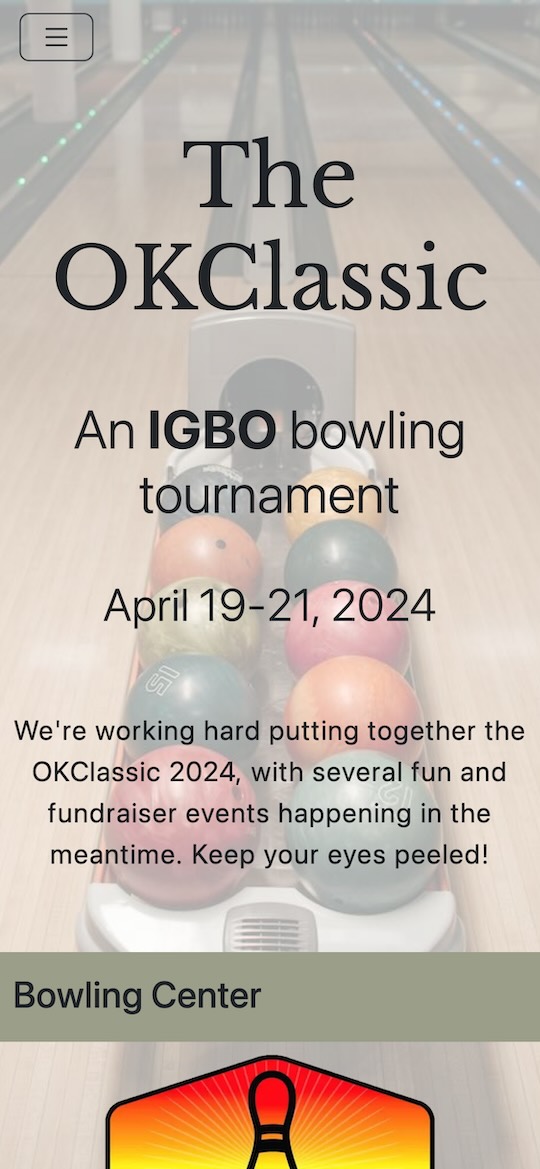 The
OKClassic
An IGBO bowling
tournament
April 19-21, 2024
We're working hard putting together the
OKClassic 2024, with several fun and
fundraiser events happening in the
meantime. Keep your eyes peeled!
Bowling Center